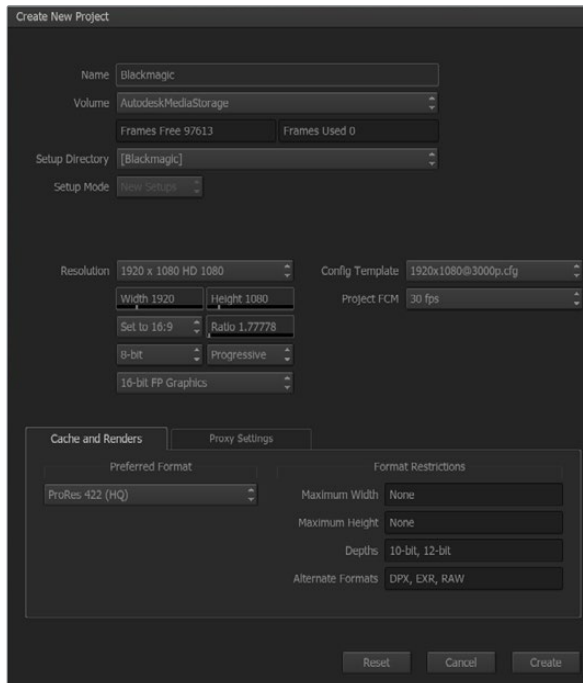 Create New Project
Name Blackmagic
Volume AutodeskMediaStorage
Frames Free 97613 Frames Used 0
Setup Directory [Blackmagic]
Setup Mode New Setups
Resolution 1920 x 1080 HD 1080 Config Template 1920x1080@3000p.cfg
Width 1920 Height 1080 Project FCM 30 fps
Set to 16:9 Ratio 1.77778
8-bit Progressive
16-bit FP Graphics
Cache and Renders Proxy Settings
Preferred Format Format Restrictions
ProRes 422 (HQ) Maximum Width None
Maximum Height None
Depths 10-bit, 12-bit
Alternate Formats DPX, EXR, RAW
Reset Cancel Create